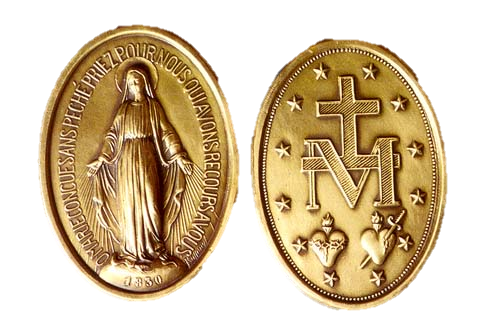 O MARIE CONÇUE SANS PÉCHÉ PRIEZ POUR NOUS QUI AVONS RECOURS A VOUS
1830
M